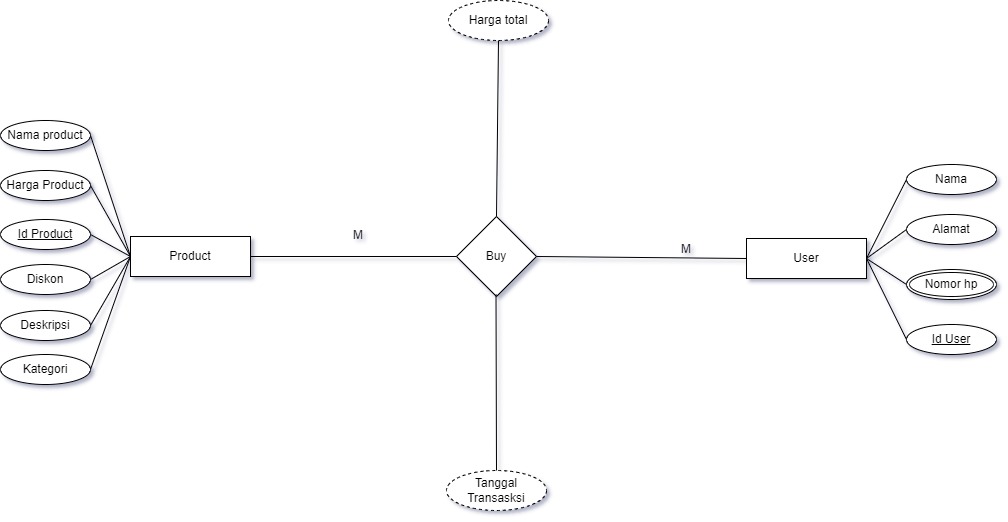 Harga total
Nama product
Harga Product
Id Product
Diskon
Deskripsi
Kategori
Product
M
Buy
M
User
Nama
Alamat
Nomor hp
Id User
Tanggal
Transasksi